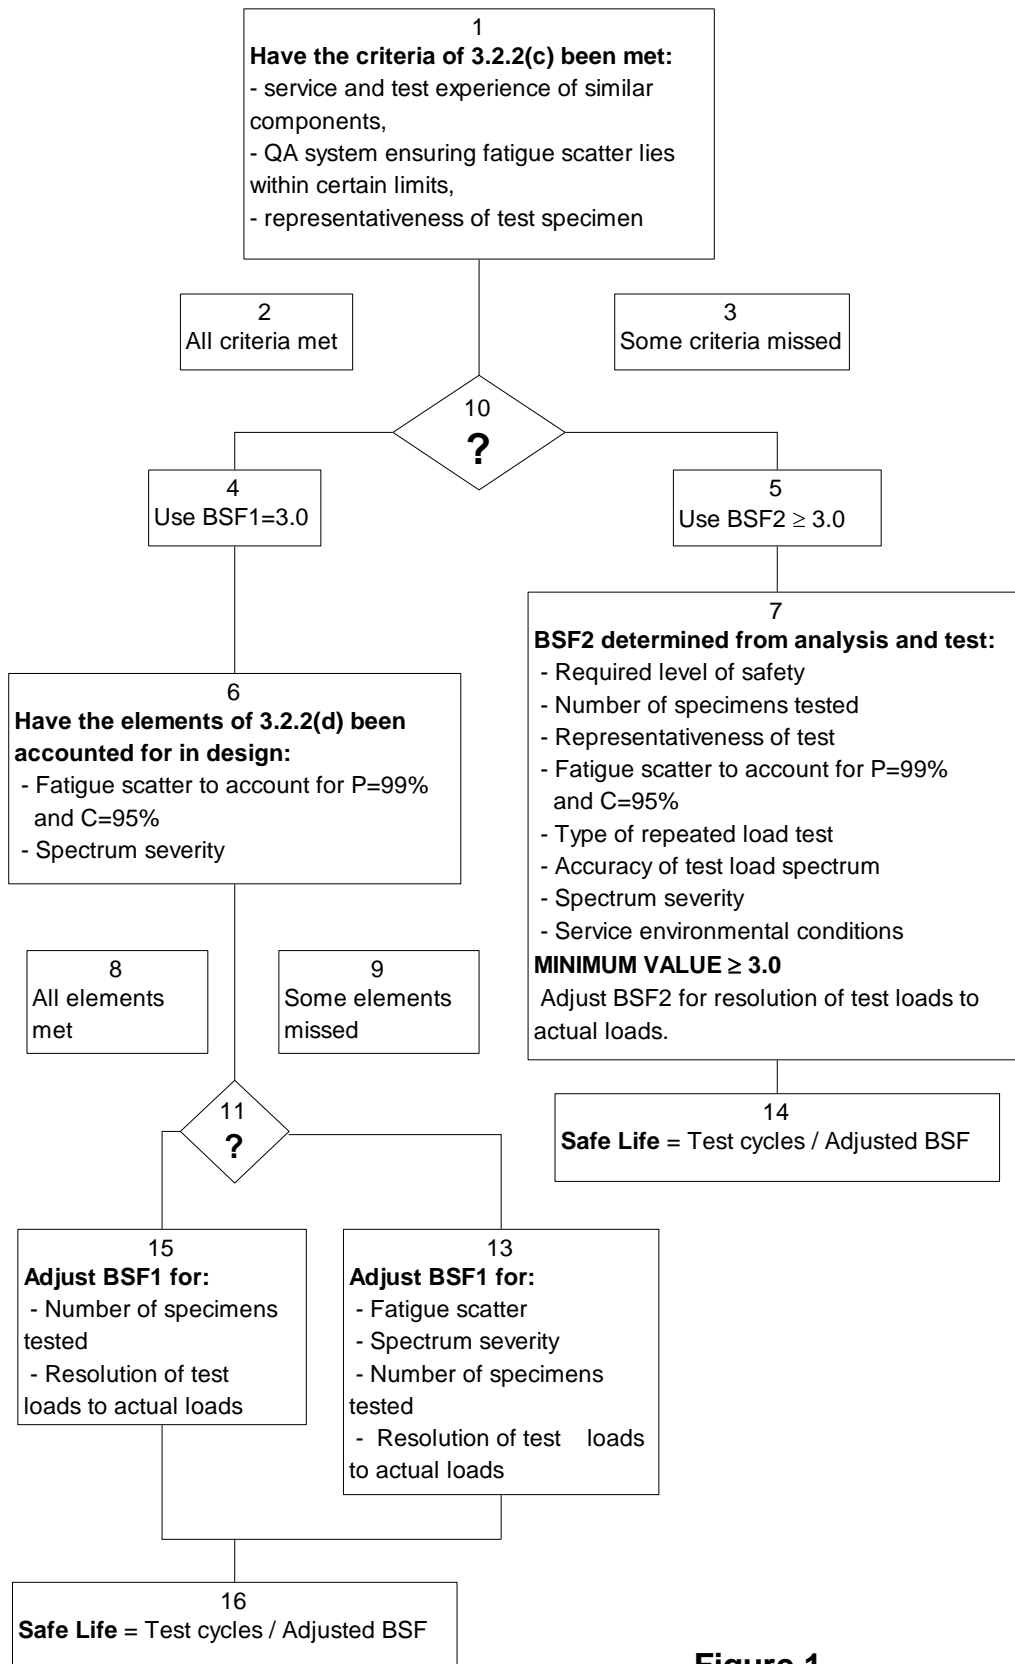 1
Have the criteria of 3.2.2(c) been met:
- service and test experience of similar
components,
- QA system ensuring fatigue scatter lies
within certain limits,
- representativeness of test specimen
2
All criteria met
3
Some criteria missed
10
?
4
Use BSF1=3.0
5
Use BSF2 ≥ 3.0
7
BSF2 determined from analysis and test:
- Required level of safety
- Number of specimens tested
- Representativeness of test
- Fatigue scatter to account for P=99%
and C=95%
- Type of repeated load test
- Accuracy of test load spectrum
- Spectrum severity
- Service environmental conditions
MINIMUM VALUE ≥ 3.0
Adjust BSF2 for resolution of test loads to
actual loads.
6
Have the elements of 3.2.2(d) been
accounted for in design:
- Fatigue scatter to account for P=99%
and C=95%
- Spectrum severity
8
All elements
met
9
Some elements
missed
11
?
14
Safe Life = Test cycles / Adjusted BSF
15
Adjust BSF1 for:
- Number of specimens
tested
- Resolution of test
loads to actual loads
13
Adjust BSF1 for:
- Fatigue scatter
- Spectrum severity
- Number of specimens
tested
- Resolution of test loads
to actual loads
16
Safe Life = Test cycles / Adjusted BSF
Figure 1